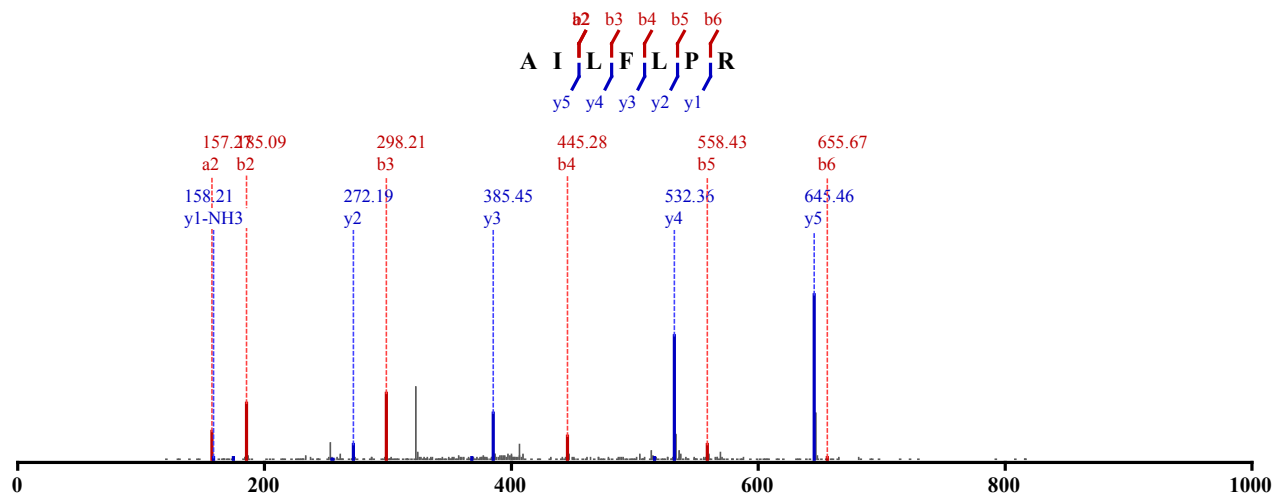 a2 b2 b3 b4 b5 b6
A I L F L P R
y5 y4 y3 y2 y1
157.27 185.09 298.21 445.28 558.43 655.67
a2 b2 b3 b4 b5 b6
158.21 272.19 385.45 532.36 645.46
y1-NH3 y2 y3 y4 y5
0 200 400 600 800 1000